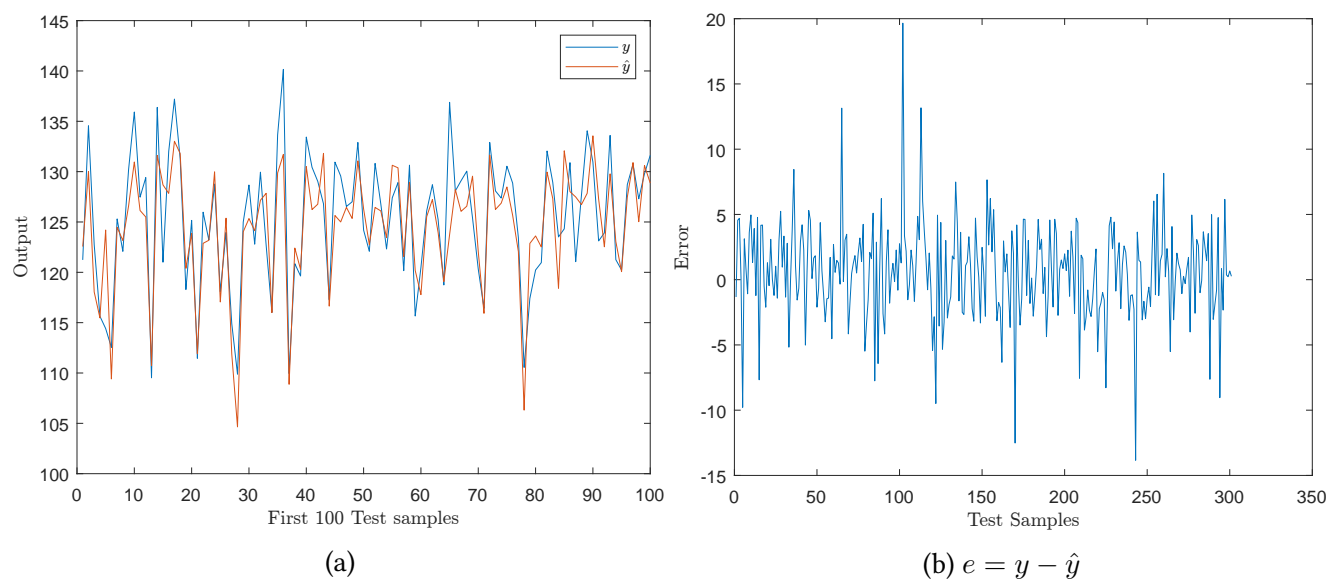 145
140
135
130
125
120
115
110
105
100
Output
0 10 20 30 40 50 60 70 80 90 100
First 100 Test samples
y
ŷ
(a)
20
15
10
5
0
-5
-10
-15
Error
0 50 100 150 200 250 300 350
Test Samples
(b) e = y − ŷ